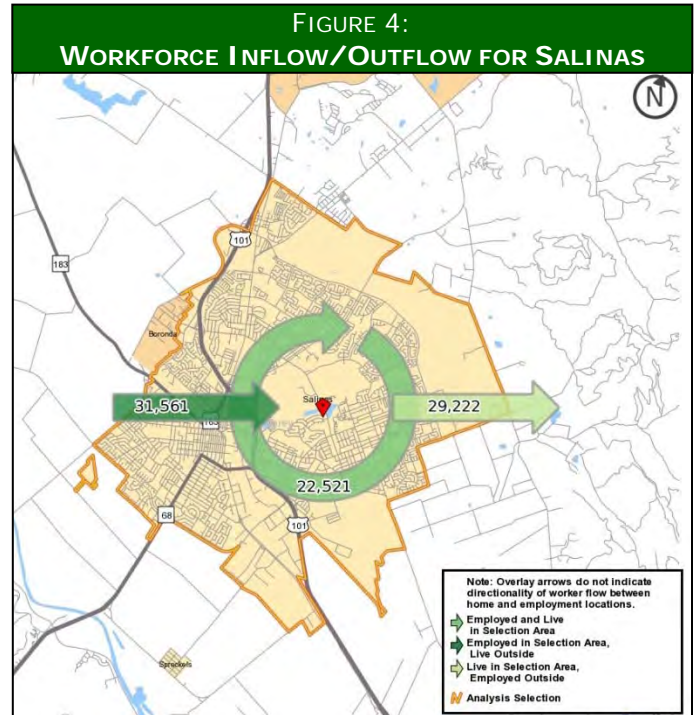 FIGURE 4:
WORKFORCE INFLOW/OUTFLOW FOR SALINAS
N
101
183
Boronda
31,561
Salinas
29,222
183
22,521
68
101
Spreckels
Note: Overlay arrows do not indicate
directionality of worker flow between
home and employment locations.
Employed and Live
in Selection Area
Employed in Selection Area,
Live Outside
Live in Selection Area,
Employed Outside
Analysis Selection